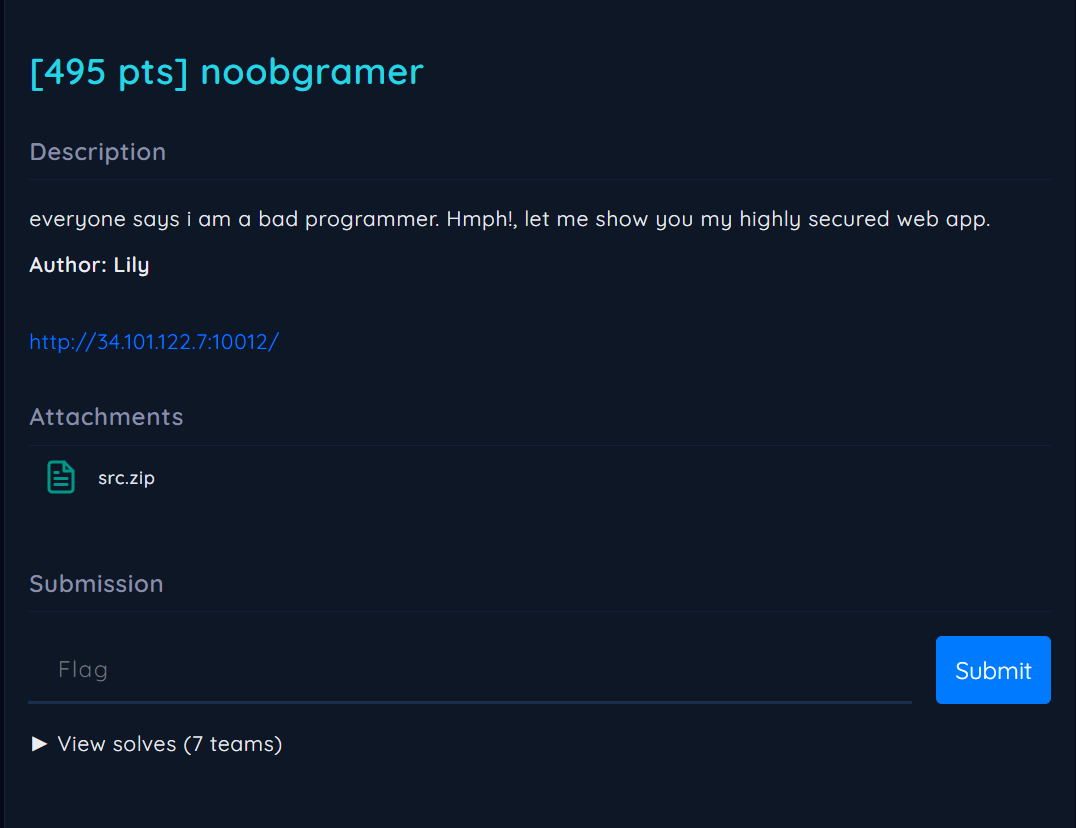 [495 pts] noobgramer
Description
everyone says i am a bad programmer. Hmph!, let me show you my highly secured web app.
Author: Lily
http://34.101.122.7:10012/
Attachments
src.zip
Submission
Flag
Submit
▶ View solves (7 teams)